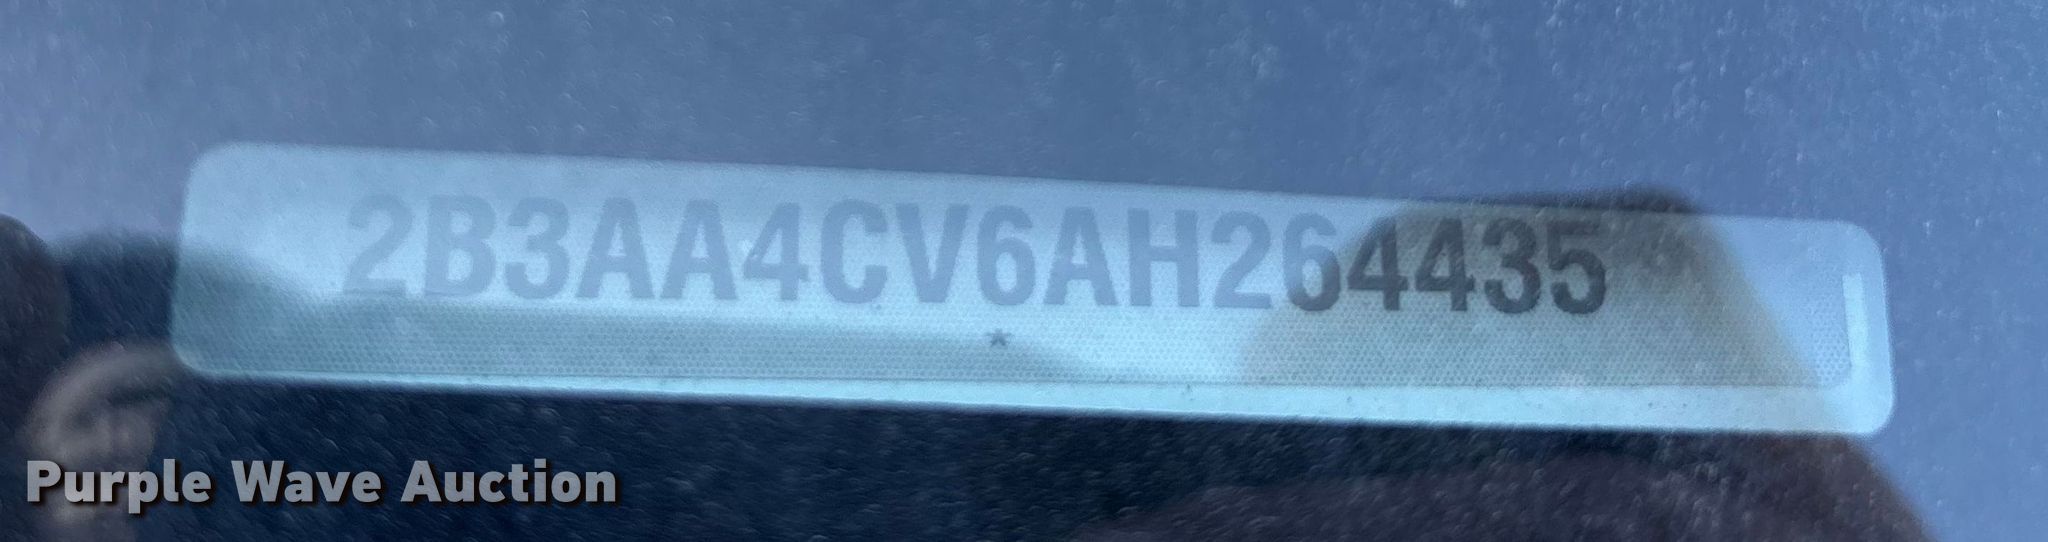 2B3AA4CV6AH264435
*
Purple Wave Auction